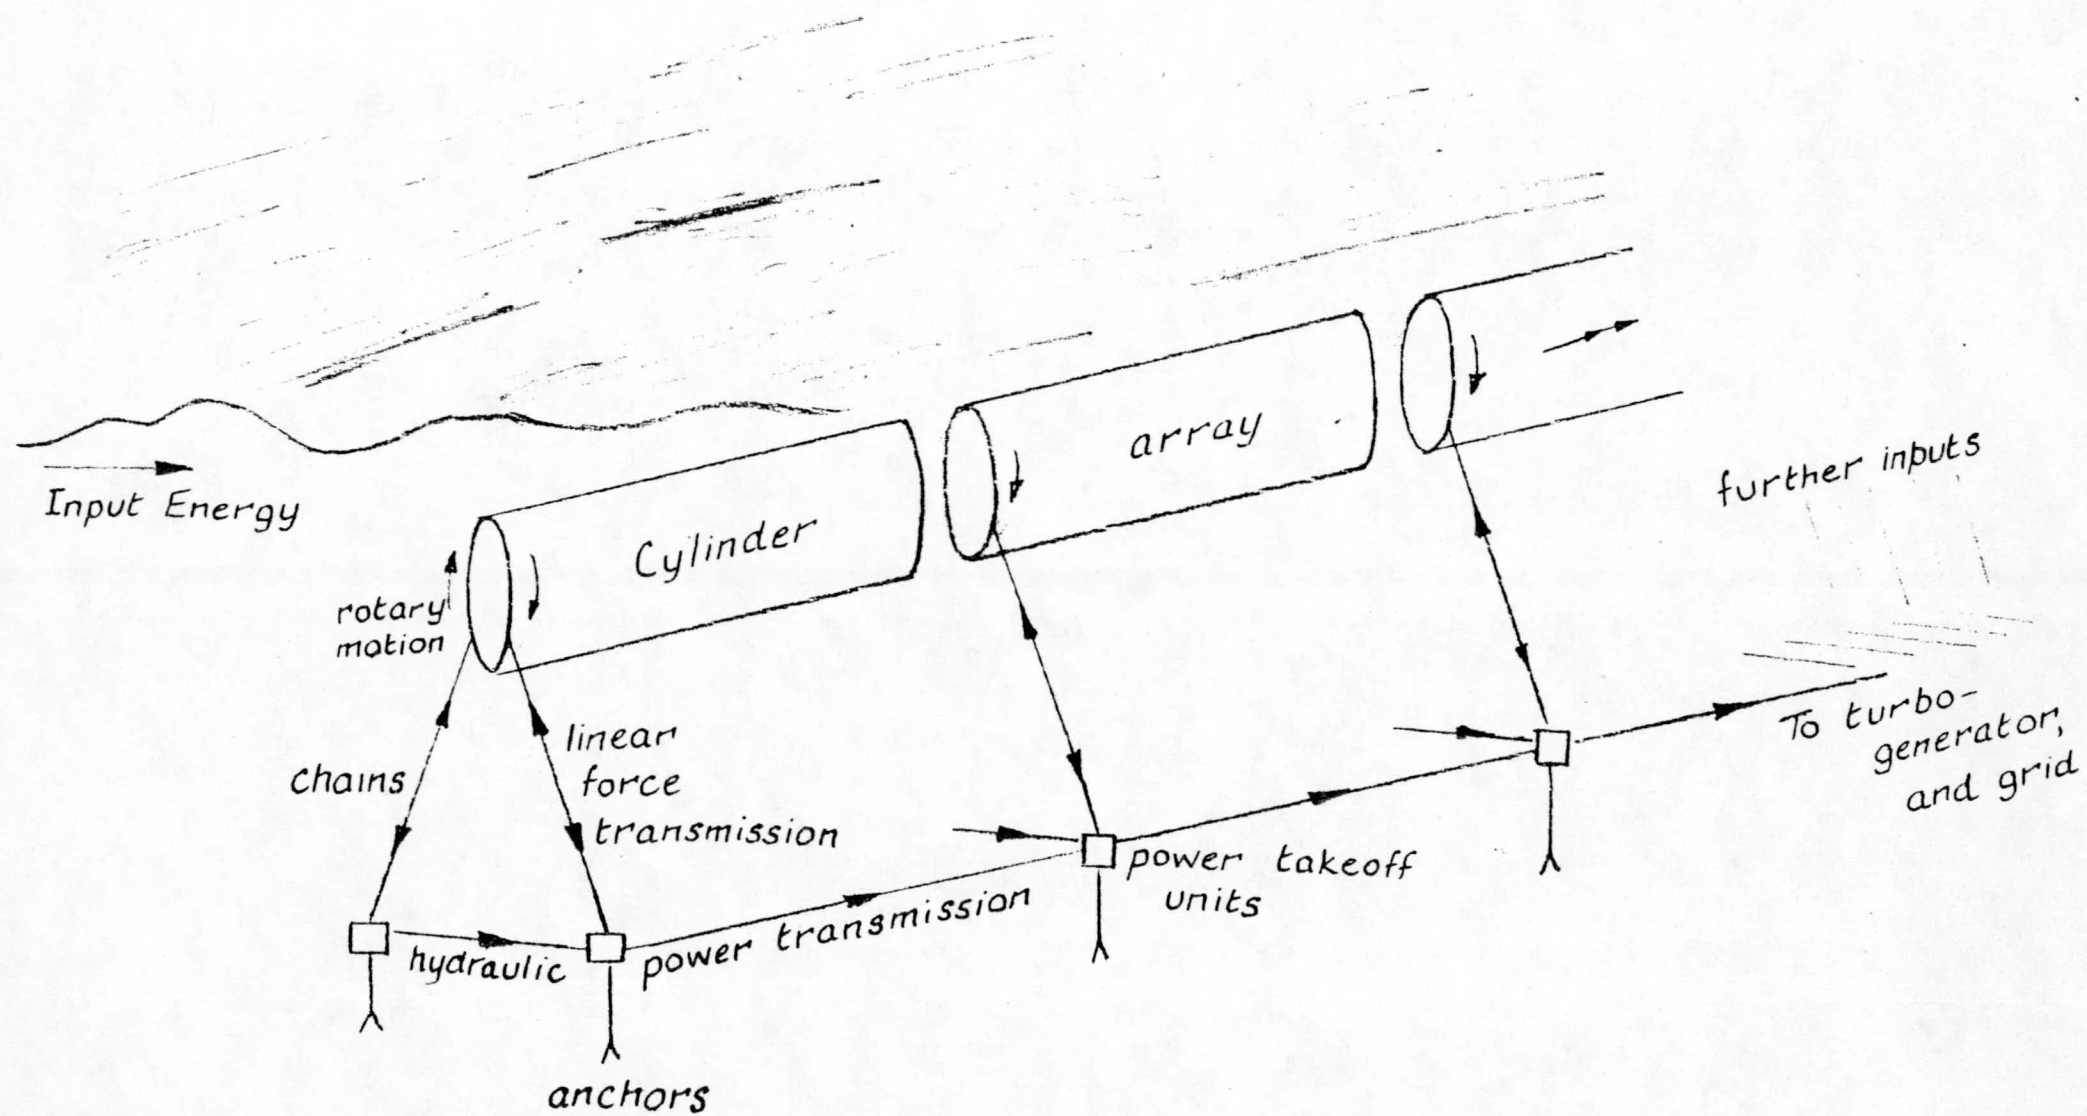 Input Energy
rotary
motion
Cylinder
array
further inputs
chains
linear
force
transmission
hydraulic
power transmission
power takeoff
units
To turbo-
generator,
and grid
anchors